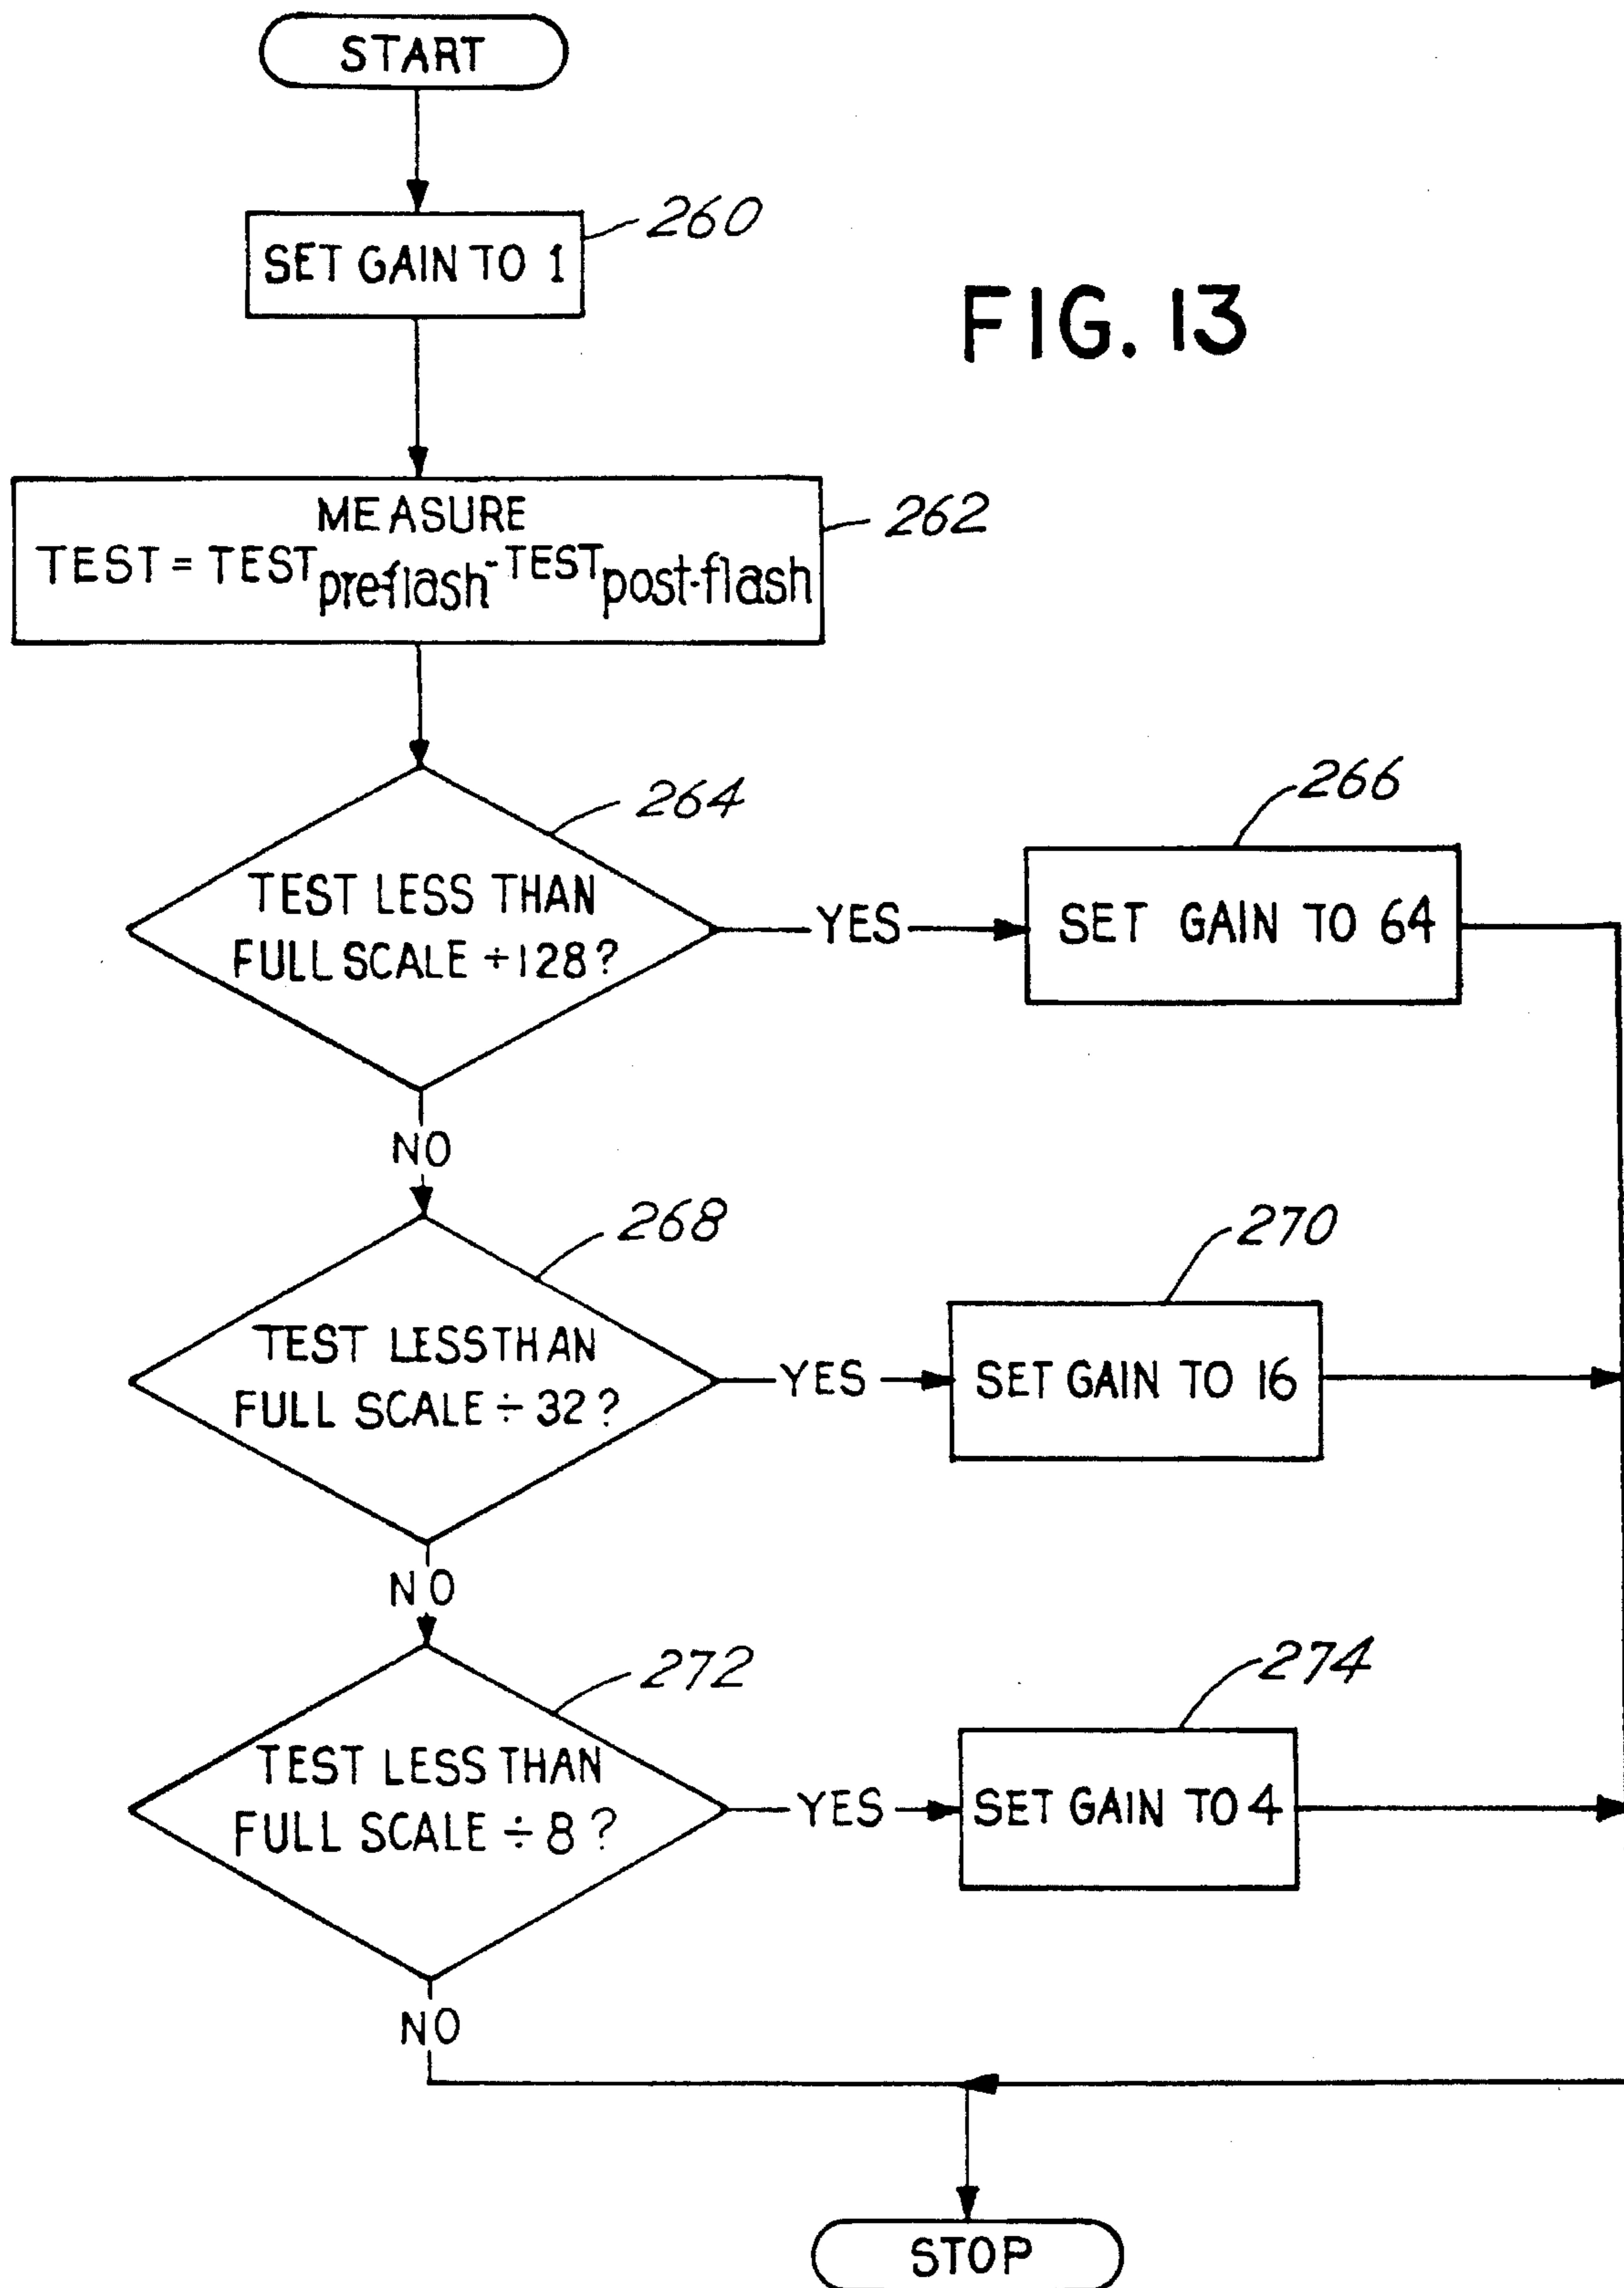 START
260
SET GAIN TO 1
FIG. 13
MEASURE
262
TEST = TEST pre-flash - TEST post-flash
264
266
TEST LESS THAN
FULL SCALE ÷ 128 ?
YES
SET GAIN TO 64
NO
268
270
TEST LESS THAN
FULL SCALE ÷ 32 ?
YES
SET GAIN TO 16
NO
272
274
TEST LESS THAN
FULL SCALE ÷ 8 ?
YES
SET GAIN TO 4
NO
STOP